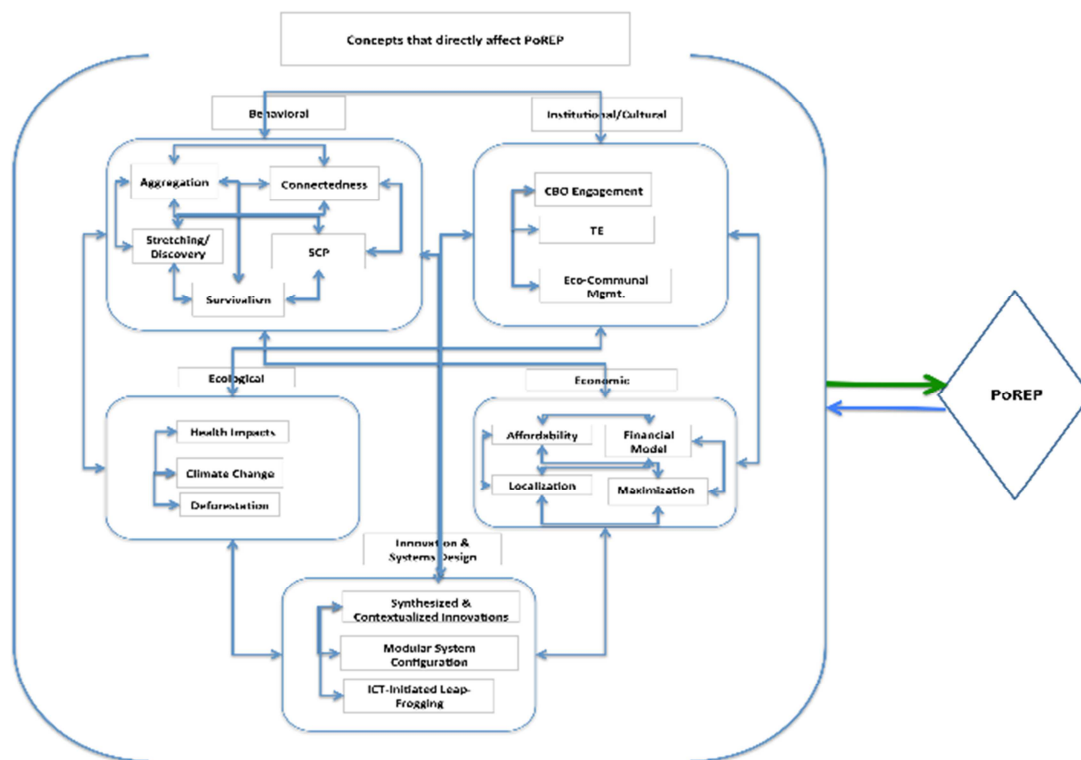 Concepts that directly affect PoREP
Behavioral
Institutional/Cultural
Aggregation
Connectedness
Stretching/
Discovery
SCP
Survivalism
CBO Engagement
TE
Eco-Communal
Mgmt.
Ecological
Economic
Health Impacts
Climate Change
Deforestation
Affordability
Financial
Model
Localization
Maximization
Innovation &
Systems Design
Synthesized &
Contextualized Innovations
Modular System
Configuration
ICT-Initiated Leap-
Frogging
PoREP